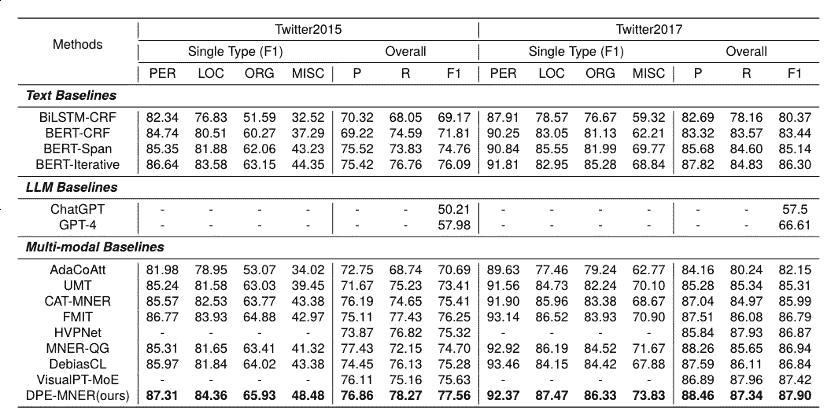 Methods Twitter2015 Twitter2017
Single Type (F1) Overall Single Type (F1) Overall
PER LOC ORG MISC P R F1 PER LOC ORG MISC P R F1
Text Baselines
BiLSTM-CRF 82.34 76.83 51.59 32.52 70.32 68.05 69.17 87.91 78.57 76.67 59.32 82.69 78.16 80.37
BERT-CRF 84.74 80.51 60.27 37.29 69.22 74.59 71.81 90.25 83.05 81.13 62.21 83.32 83.57 83.44
BERT-Span 85.35 81.88 62.06 43.23 75.52 73.83 74.76 90.84 85.55 81.99 69.77 85.68 84.60 85.14
BERT-Iterative 86.64 83.58 63.15 44.35 75.42 76.76 76.09 91.81 82.95 85.28 68.84 87.82 84.83 86.30
LLM Baselines
ChatGPT - - - - - - 50.21 - - - - - - 57.5
GPT-4 - - - - - - 57.98 - - - - - - 66.61
Multi-modal Baselines
AdaCoAtt 81.98 78.95 53.07 34.02 72.75 68.74 70.69 89.63 77.46 79.24 62.77 84.16 80.24 82.15
UMT 85.24 81.58 63.03 39.45 71.67 75.23 73.41 91.56 84.73 82.24 70.10 85.28 85.34 85.31
CAT-MNER 85.57 82.53 63.77 43.38 76.19 74.65 75.41 91.90 85.96 83.38 68.67 87.04 84.97 85.99
FMIT 86.77 83.93 64.88 42.97 75.11 77.43 76.25 93.14 86.52 83.93 70.90 87.51 86.08 86.79
HVPNet - - - - 73.87 76.82 75.32 - - - - 85.84 87.93 86.87
MNER-QG 85.31 81.65 63.41 41.32 77.43 72.15 74.70 92.92 86.19 84.52 71.67 88.26 85.65 86.94
DebiasCL 85.97 81.84 64.02 43.38 74.45 76.13 75.28 93.46 84.15 84.42 67.88 87.59 86.11 86.84
VisualPT-MoE - - - - 76.11 75.16 75.63 - - - - 86.89 87.96 87.42
DPE-MNER(ours) 87.31 84.36 65.93 48.48 76.86 78.27 77.56 92.37 87.47 86.33 73.83 88.46 87.34 87.90